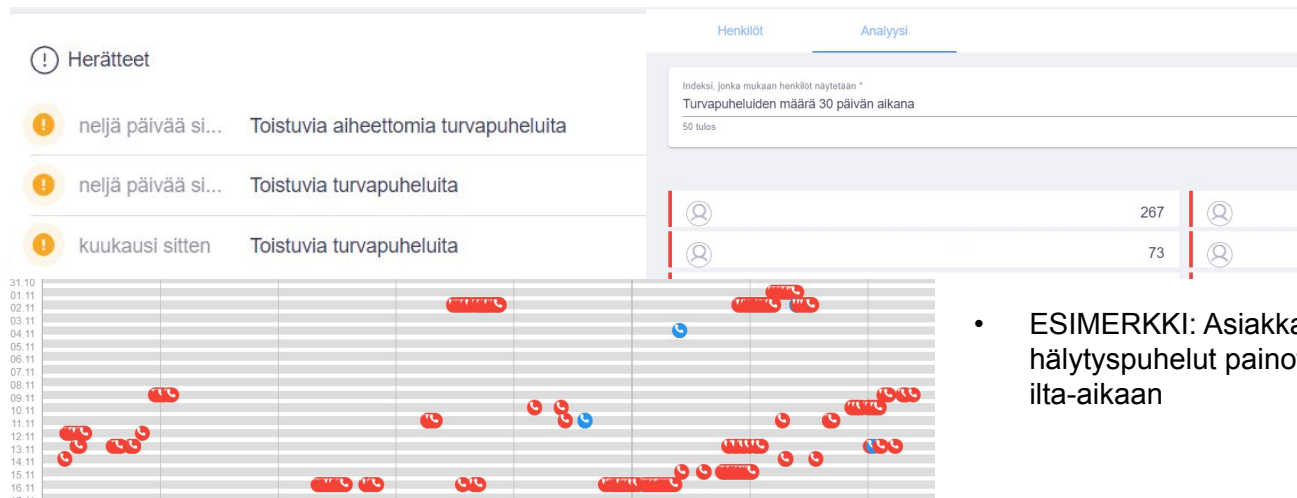 Herätteet
neljä päivää si... Toistuvia aiheettomia turvapuheluita
neljä päivää si... Toistuvia turvapuheluita
kuukausi sitten Toistuvia turvapuheluita
Henkilöt Analyysi
Indeksi, jonka mukaan henkilöt näytetään *
Turvapuheluiden määrä 30 päivän aikana
50 tulos
267
73
31.10
01.11
02.11
03.11
04.11
05.11
06.11
07.11
08.11
09.11
10.11
11.11
12.11
13.11
14.11
15.11
16.11
• ESIMERKKI: Asiakka
hälytyspuhelut paino
ilta-aikaan